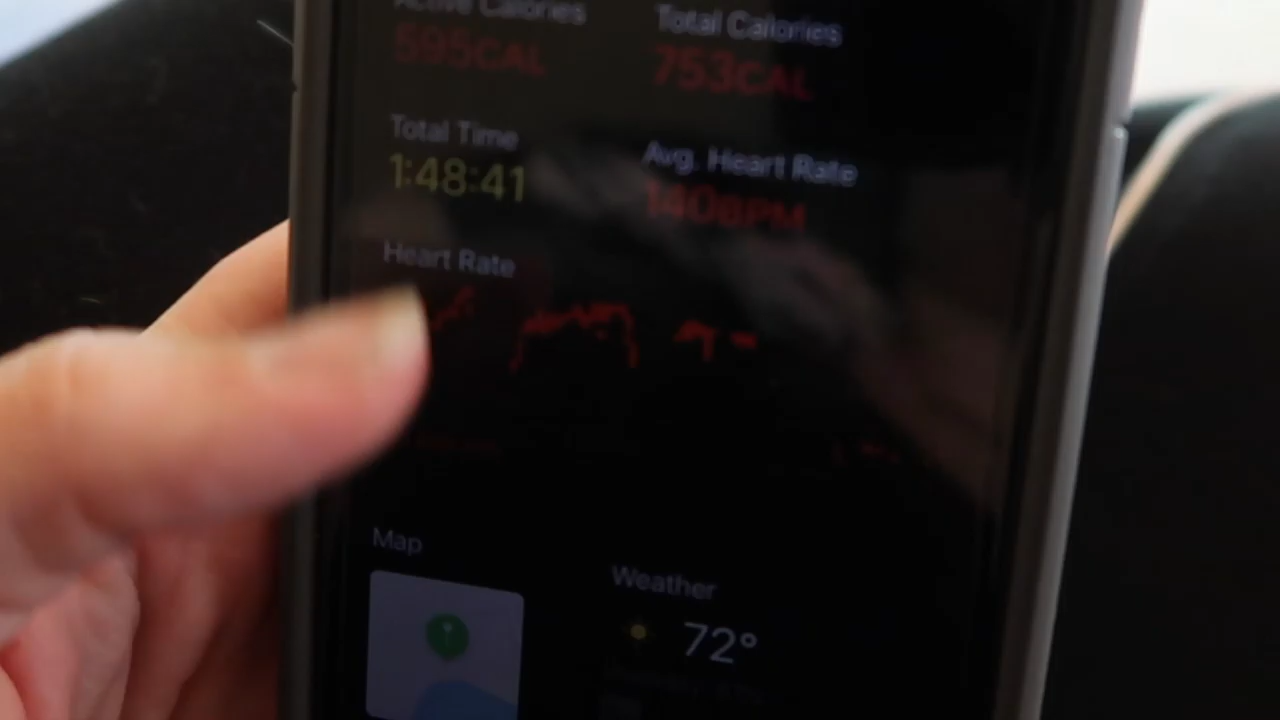 Active Calories
Total Calories
595CAL
753CAL
Total Time
Avg. Heart Rate
1:48:41
140BPM
Heart Rate
Map
Weather
72°